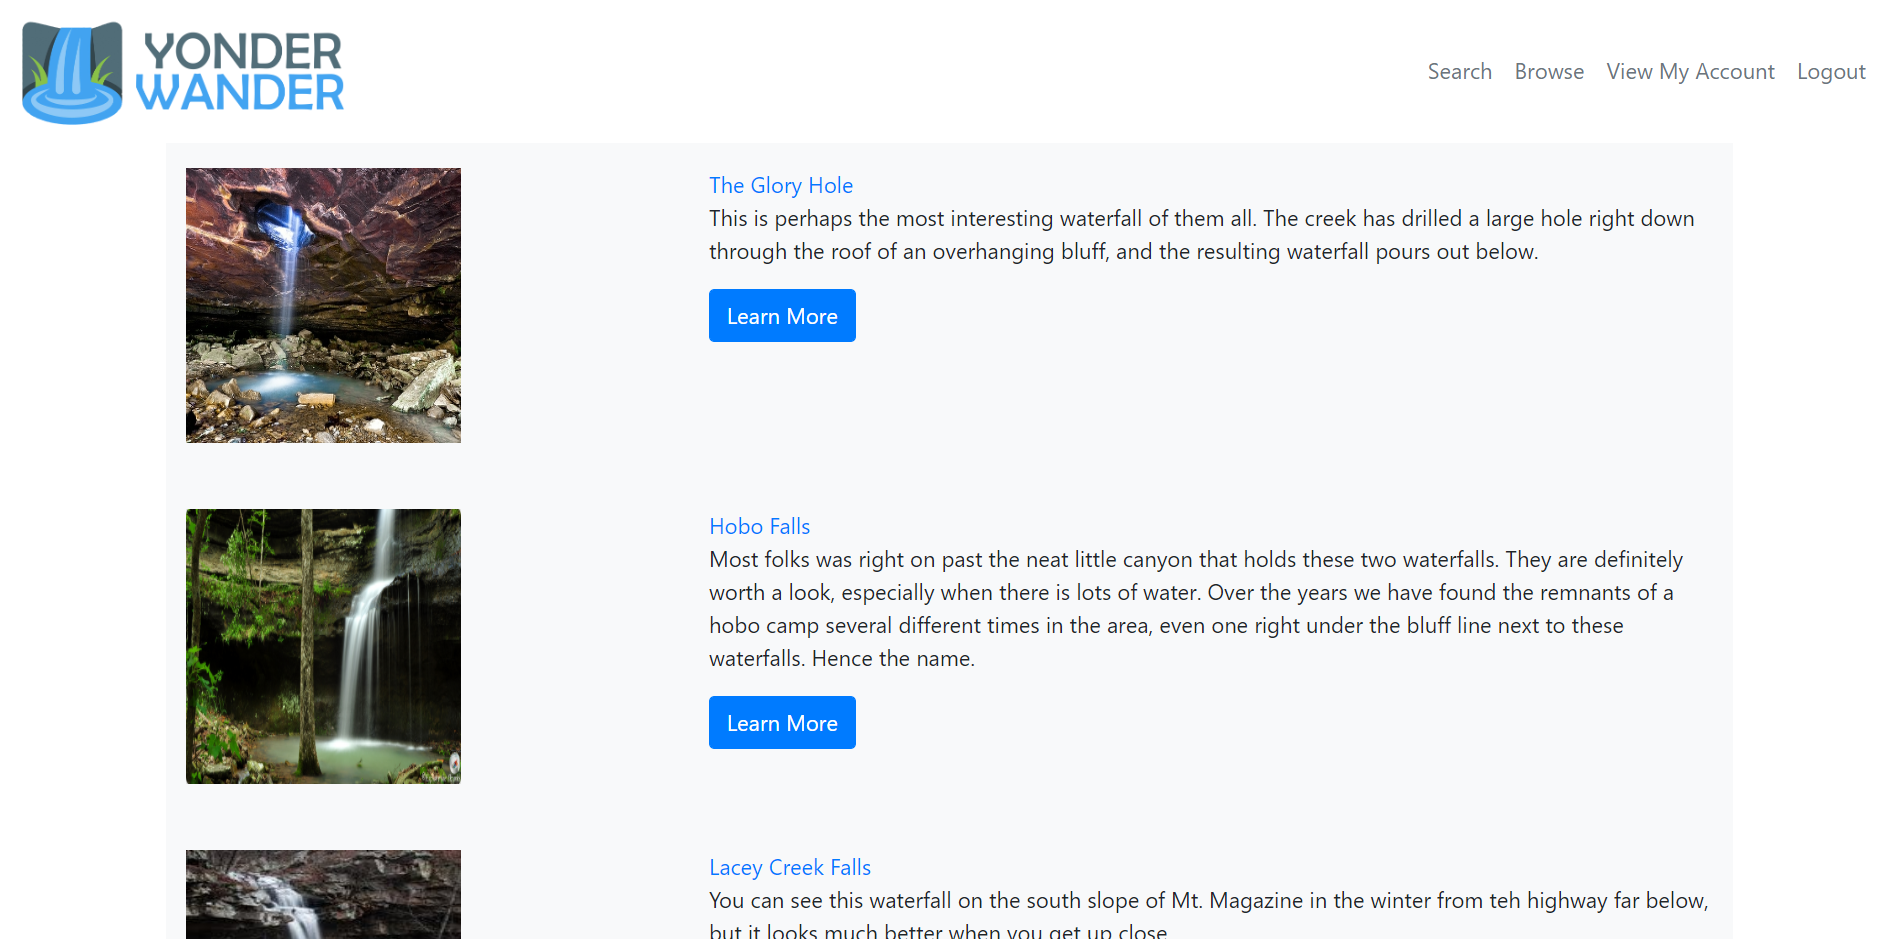 YONDER
WANDER
Search Browse View My Account Logout
The Glory Hole
This is perhaps the most interesting waterfall of them all. The creek has drilled a large hole right down
through the roof of an overhanging bluff, and the resulting waterfall pours out below.
Learn More
Hobo Falls
Most folks was right on past the neat little canyon that holds these two waterfalls. They are definitely
worth a look, especially when there is lots of water. Over the years we have found the remnants of a
hobo camp several different times in the area, even one right under the bluff line next to these
waterfalls. Hence the name.
Learn More
Lacey Creek Falls
You can see this waterfall on the south slope of Mt. Magazine in the winter from teh highway far below,
but it looks much better when you get up close